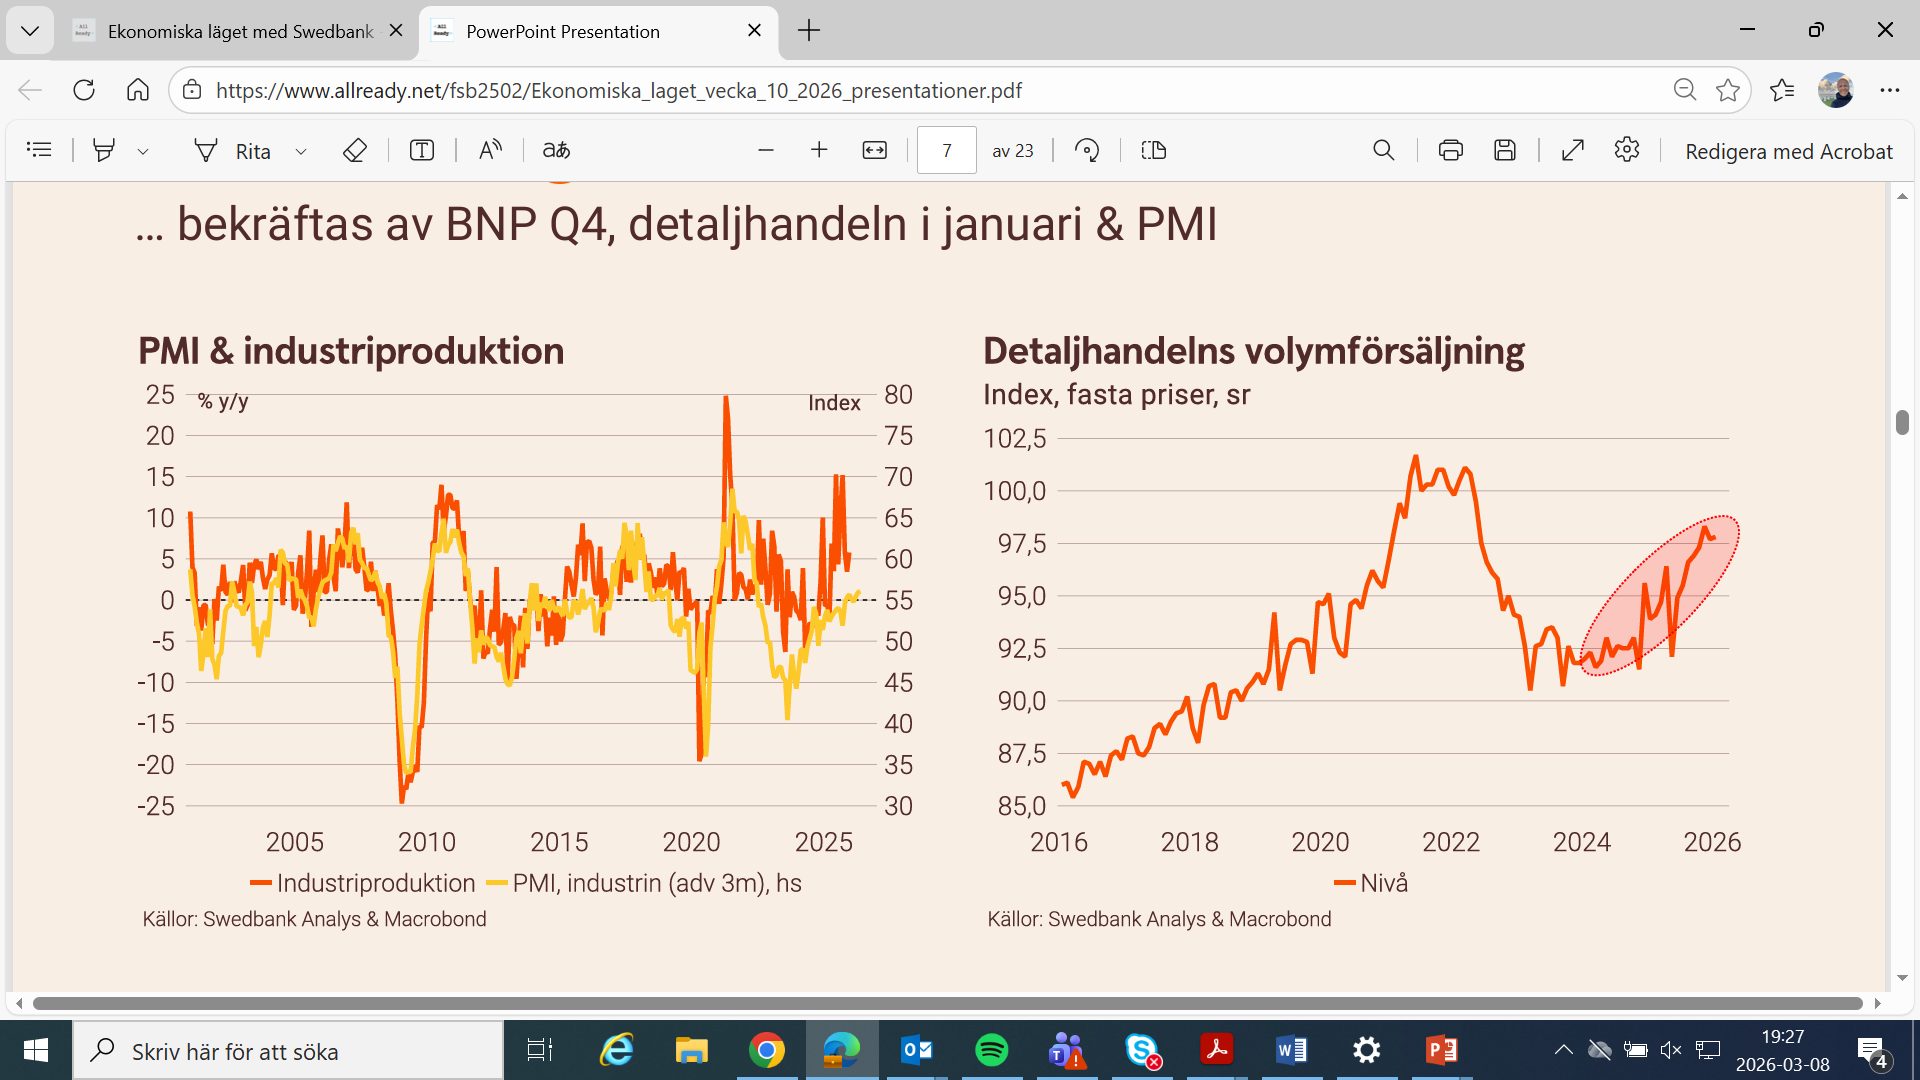 Ekonomiska läget med Swedbank
PowerPoint Presentation
https://www.allready.net/fsb2502/Ekonomiska_laget_vecka_10_2026_presentationer.pdf
Rita
7
av 23
Redigera med Acrobat
... bekräftas av BNP Q4, detaljhandeln i januari & PMI
PMI & industriproduktion
% y/y
Index
25
20
15
10
5
0
-5
-10
-15
-20
-25
80
75
70
65
60
55
50
45
40
35
30
2005 2010 2015 2020 2025
Industriproduktion PMI, industrin (adv 3m), hs
Källor: Swedbank Analys & Macrobond
Detaljhandelns volymförsäljning
Index, fasta priser, sr
102,5
100,0
97,5
95,0
92,5
90,0
87,5
85,0
2016 2018 2020 2022 2024 2026
Nivå
Källor: Swedbank Analys & Macrobond
Skriv här för att söka
19:27
2026-03-08
4